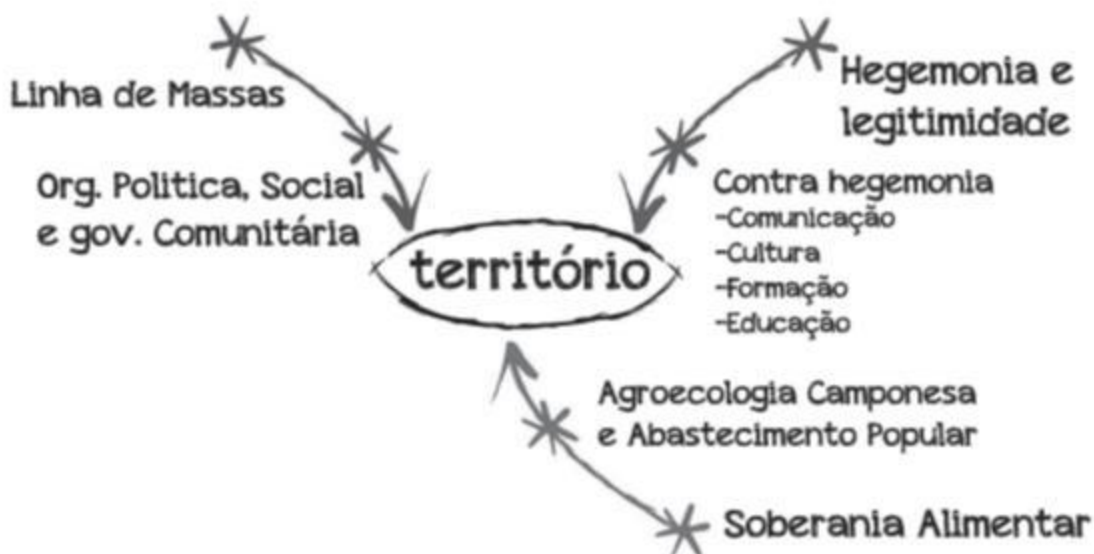 Linha de Massas
Org. Politica, Social
e gov. Comunitária
território
Hegemonia e
legitimidade
Contra hegemonia
-Comunicação
-Cultura
-Formação
-Educação
Agroecologia Camponesa
e Abastecimento Popular
Soberania Alimentar